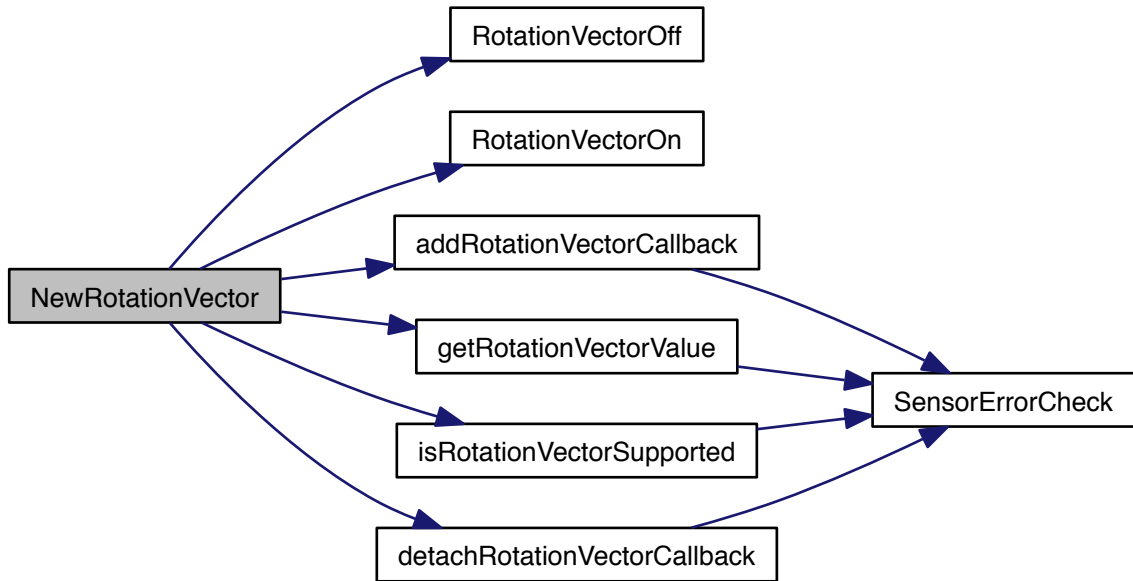 RotationVectorOff
RotationVectorOn
addRotationVectorCallback
NewRotationVector
getRotationVectorValue
SensorErrorCheck
isRotationVectorSupported
detachRotationVectorCallback